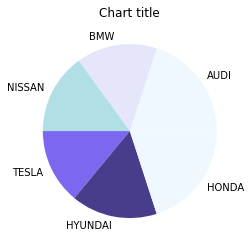 Chart title
BMW
AUDI
NISSAN
TESLA
HONDA
HYUNDAI